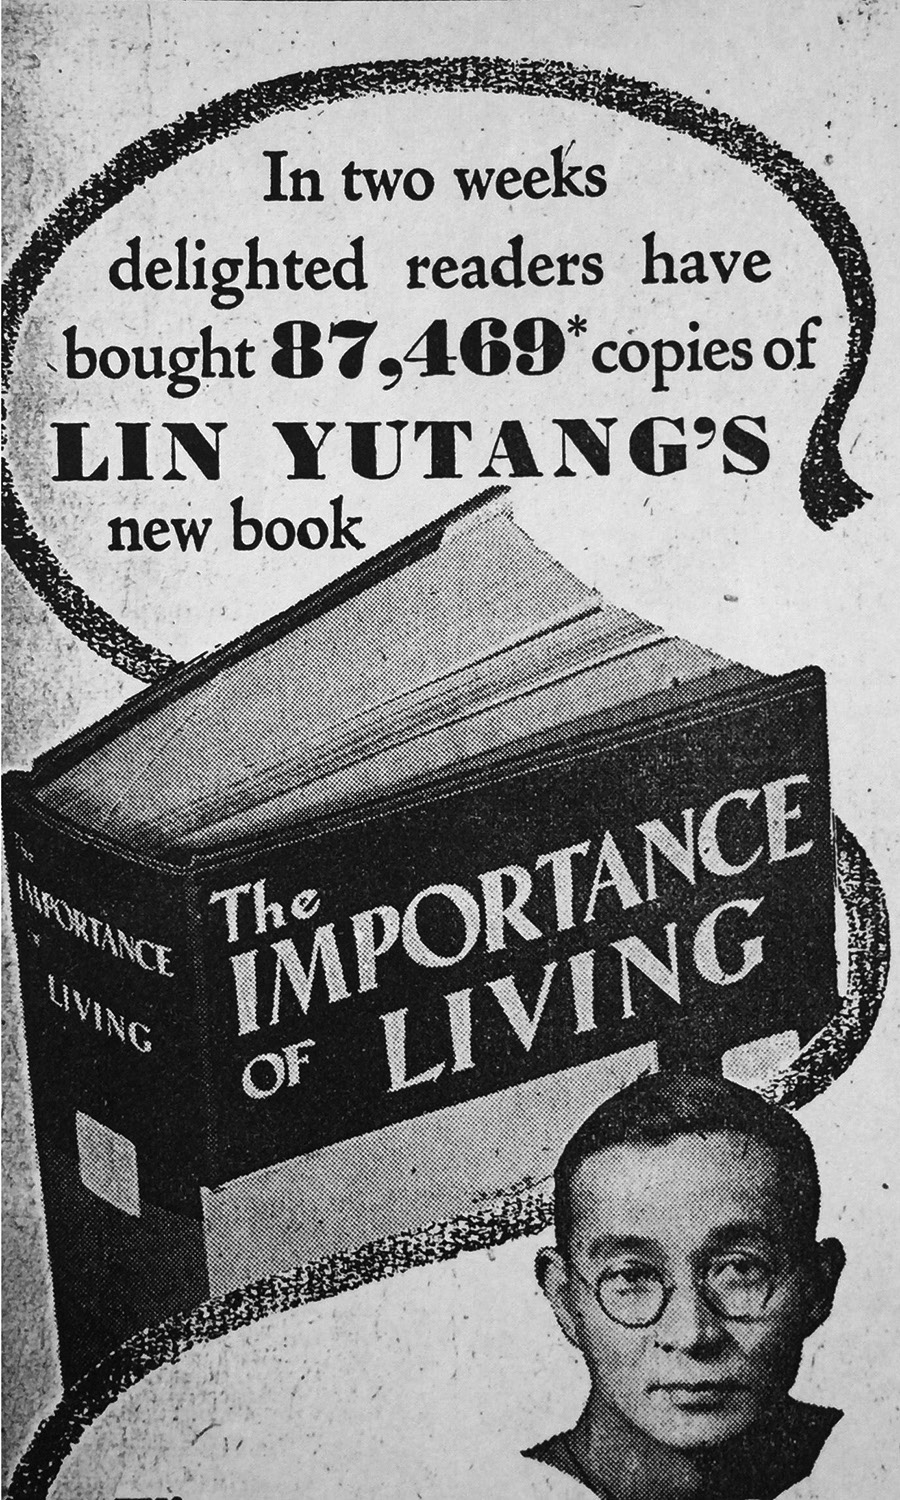 In two weeks
delighted readers have
bought 87,469* copies of
LIN YUTANG'S
new book
The
IMPORTANCE
OF LIVING
The
IMPORTANCE
LIVING